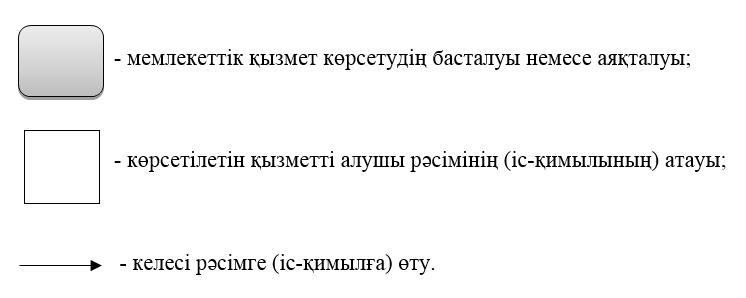 - мемлекеттік қызмет көрсетудің басталуы немесе аяқталуы;
- көрсетілетін қызметті алушы рәсімінің (іс-қимылының) атауы;
- келесі рәсімге (іс-қимылға) өту.